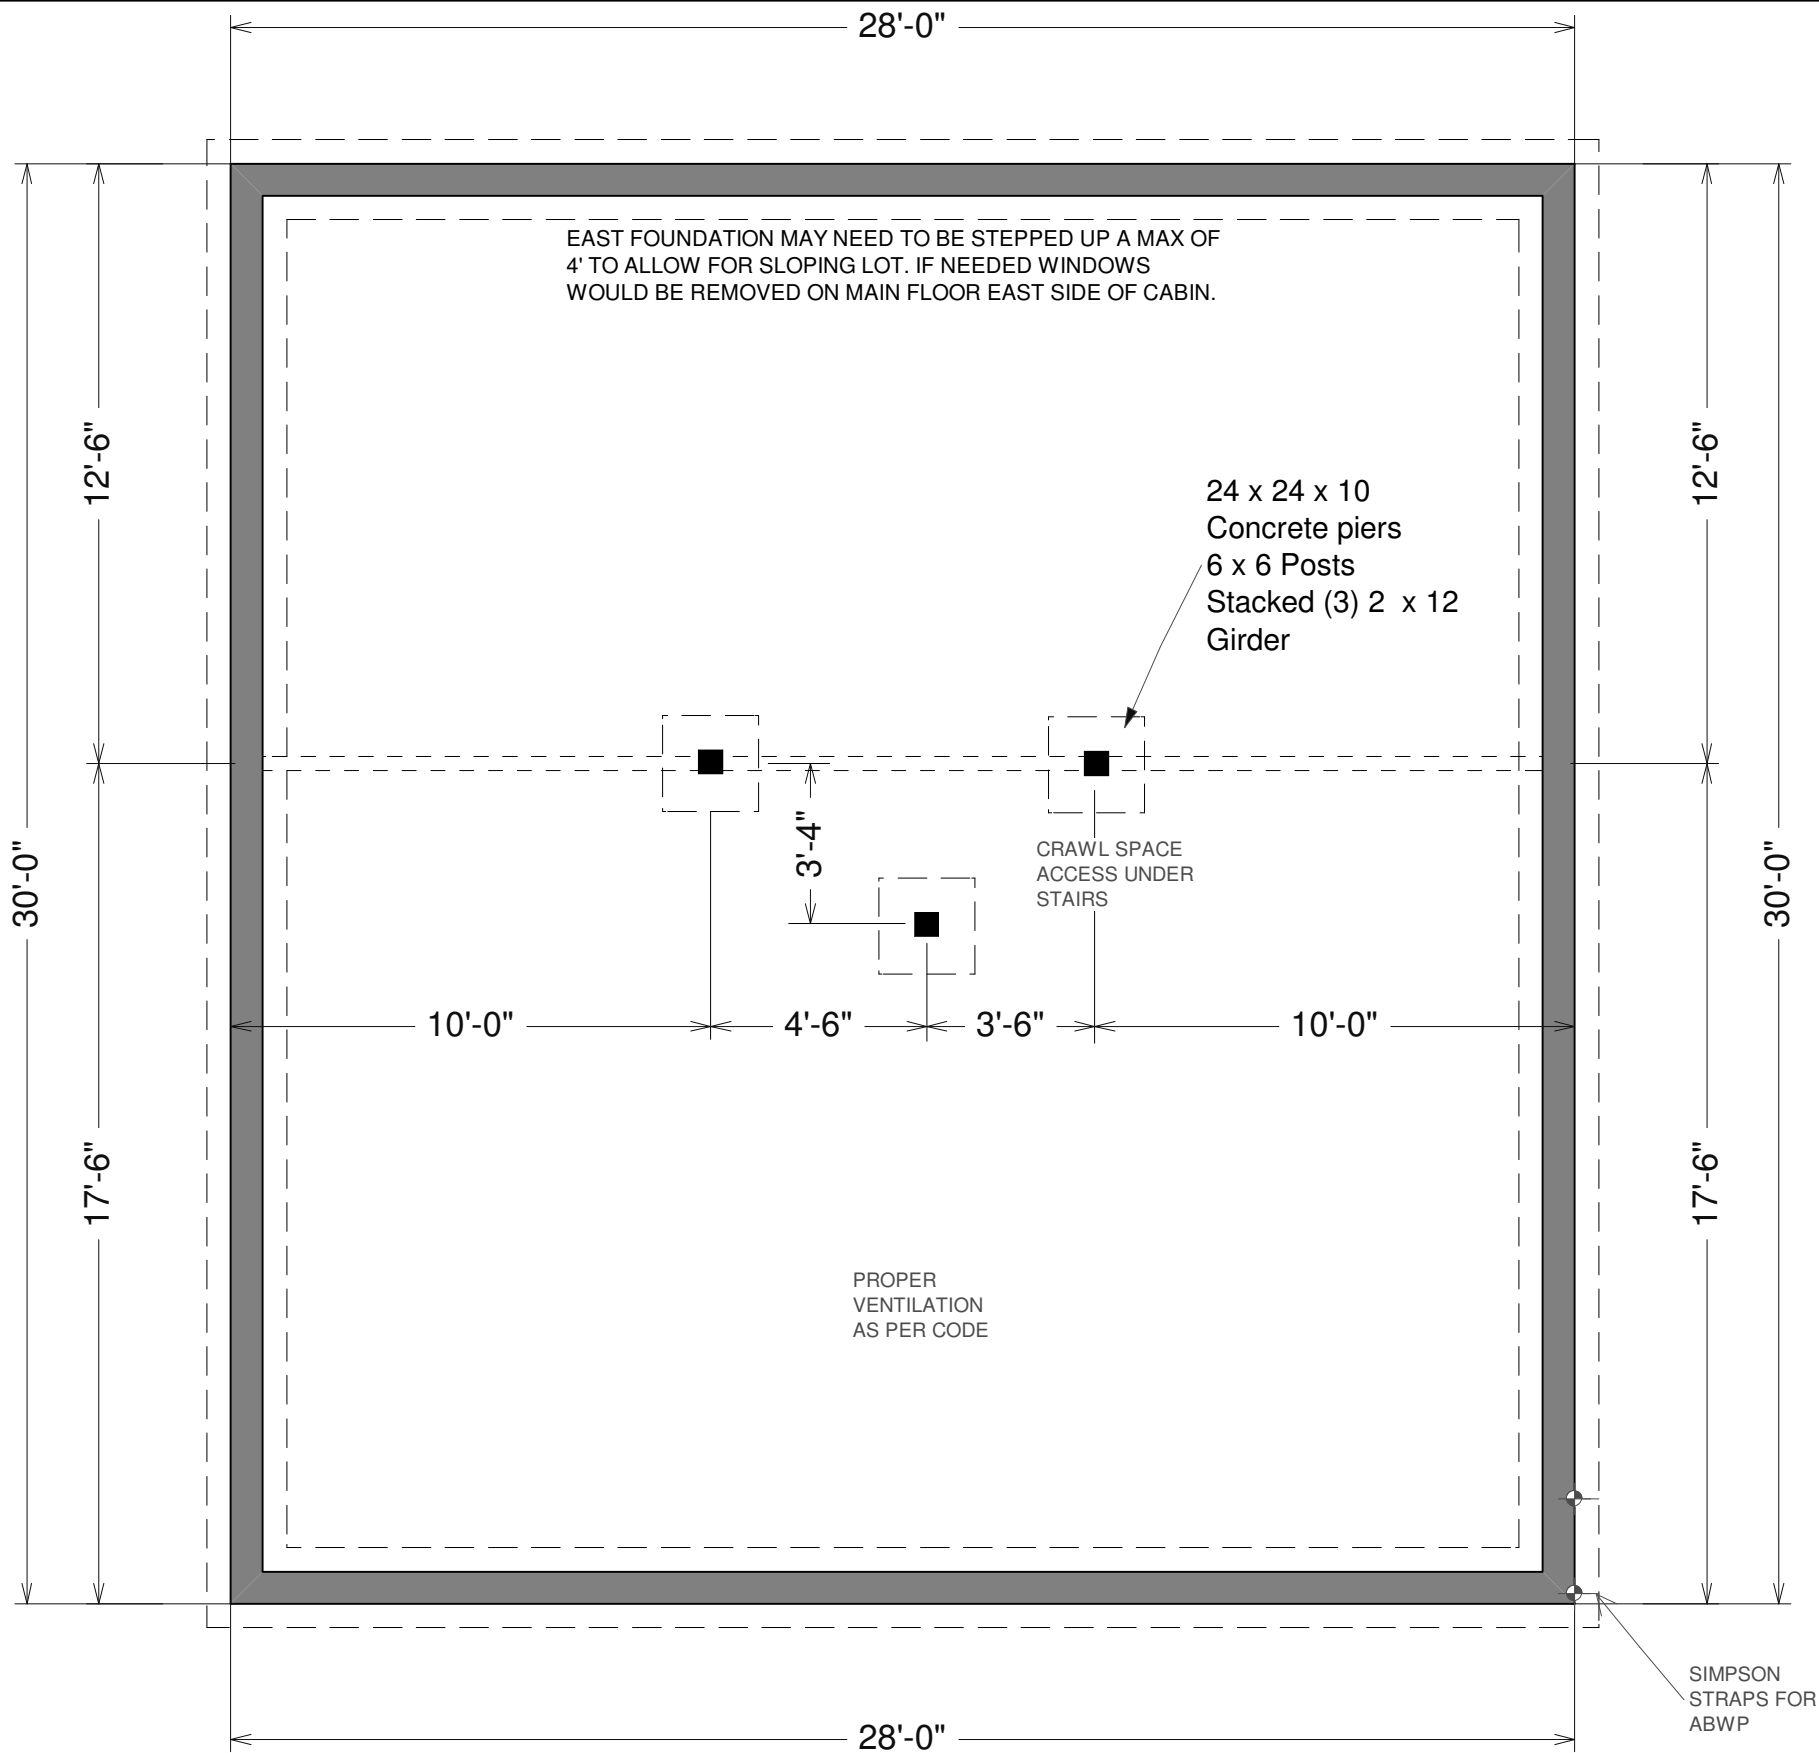 28'-0"
EAST FOUNDATION MAY NEED TO BE STEPPED UP A MAX OF
4' TO ALLOW FOR SLOPING LOT. IF NEEDED WINDOWS
WOULD BE REMOVED ON MAIN FLOOR EAST SIDE OF CABIN.
12'-6"
12'-6"
24 x 24 x 10
Concrete piers
6 x 6 Posts
Stacked (3) 2 x 12
Girder
30'-0"
3'-4"
CRAWL SPACE
ACCESS UNDER
STAIRS
30'-0"
10'-0"
4'-6"
3'-6"
10'-0"
17'-6"
17'-6"
PROPER
VENTILATION
AS PER CODE
SIMPSON
STRAPS FOR
ABWP
28'-0"